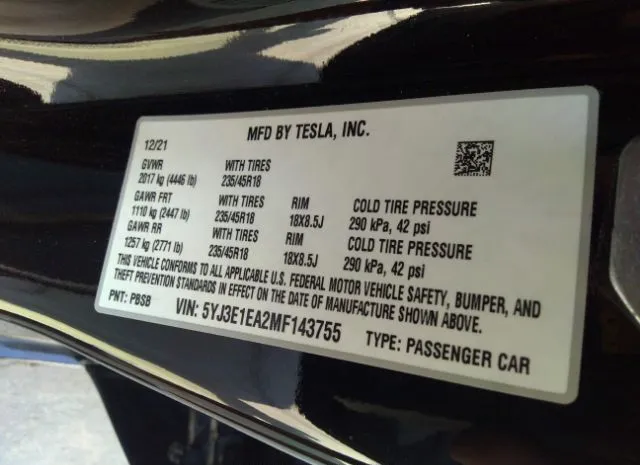 MFD BY TESLA, INC.
12/21
GVWR WITH TIRES
2017 kg (4446 lb) 235/45R18
GAWR FRT WITH TIRES RIM COLD TIRE PRESSURE
1110 kg (2447 lb) 235/45R18 18X8.5J 290 kPa, 42 psi
GAWR RR WITH TIRES RIM COLD TIRE PRESSURE
1257 kg (2771 lb) 235/45R18 18X8.5J 290 kPa, 42 psi
THIS VEHICLE CONFORMS TO ALL APPLICABLE U.S. FEDERAL MOTOR VEHICLE SAFETY, BUMPER, AND
THEFT PREVENTION STANDARDS IN EFFECT ON THE DATE OF MANUFACTURE SHOWN ABOVE.
PNT: PBSB VIN: 5YJ3E1EA2MF143755 TYPE: PASSENGER CAR